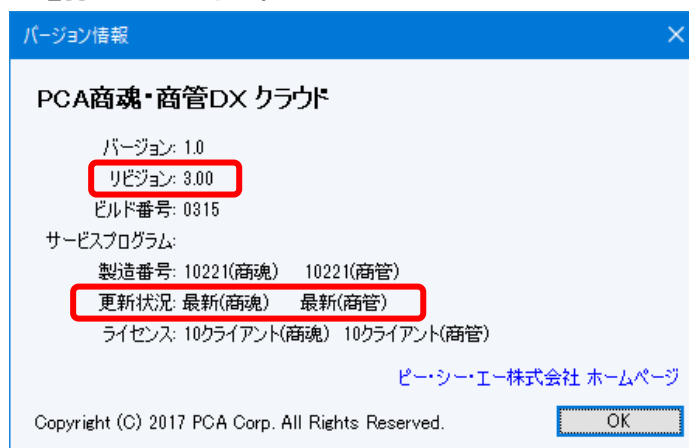 バージョン情報
PCA商魂・商管DX クラウド
バージョン: 1.0
リビジョン: 3.00
ビルド番号: 0315
サービスプログラム:
製造番号: 10221(商魂) 10221(商管)
更新状況: 最新(商魂) 最新(商管)
ライセンス: 10クライアント(商魂) 10クライアント(商管)
ピー・シー・エー株式会社 ホームページ
Copyright (C) 2017 PCA Corp. All Rights Reserved.
OK